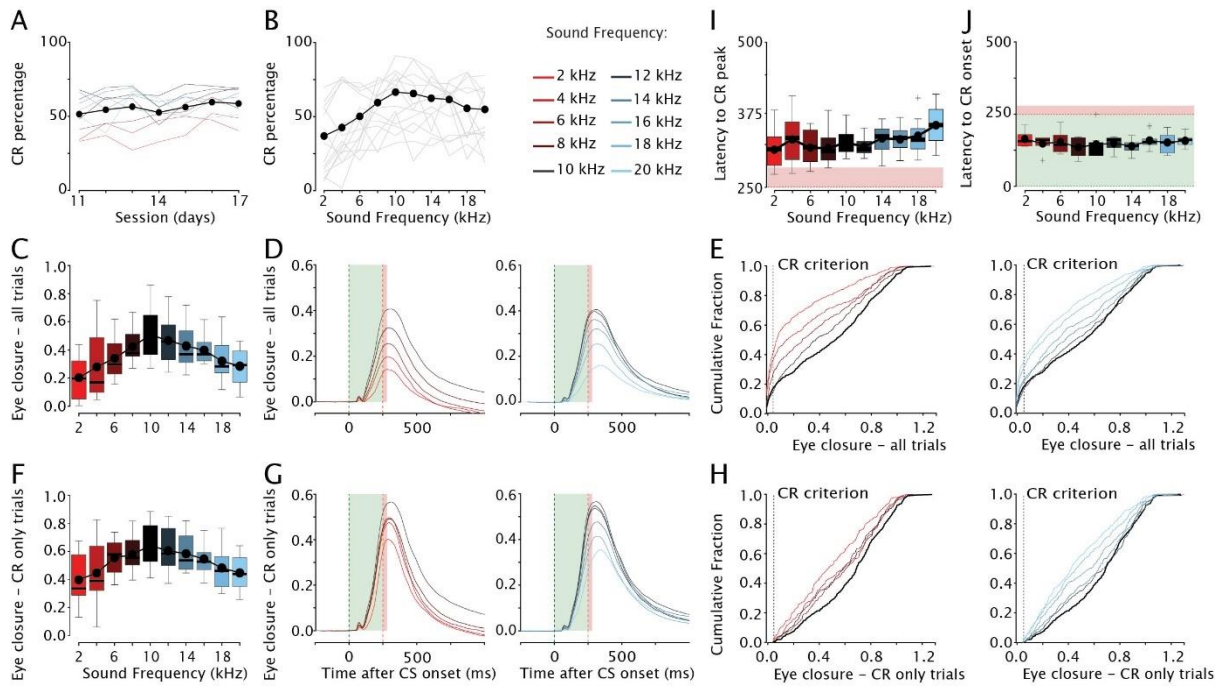 A
CR percentage
100
50
0
11
14
17
Session (days)
B
CR percentage
100
50
0
2 6 10 14 18
Sound Frequency (kHz)
Sound Frequency:
2 kHz
4 kHz
6 kHz
8 kHz
10 kHz
12 kHz
14 kHz
16 kHz
18 kHz
20 kHz
I
Latency to CR peak
500
375
250
2 6 10 14 18
Sound Frequency (kHz)
J
Latency to CR onset
500
250
0
2 6 10 14 18
Sound Frequency (kHz)
C
Eye closure – all trials
1.0
0.8
0.6
0.4
0.2
0.0
2 6 10 14 18
D
Eye closure – all trials
0.6
0.4
0.2
0.0
0 500
0.6
0.4
0.2
0.0
0 500
E
CR criterion
Cumulative Fraction
1.0
0.8
0.6
0.4
0.2
0.0
0.0 0.4 0.8 1.2
Eye closure – all trials
CR criterion
1.0
0.8
0.6
0.4
0.2
0.0
0.0 0.4 0.8 1.2
Eye closure – all trials
F
Eye closure – CR only trials
1.0
0.8
0.6
0.4
0.2
0.0
2 6 10 14 18
Sound Frequency (kHz)
G
Eye closure – CR only trials
0.6
0.4
0.2
0.0
0 500
Time after CS onset (ms)
0.6
0.4
0.2
0.0
0 500
Time after CS onset (ms)
H
CR criterion
Cumulative Fraction
1.0
0.8
0.6
0.4
0.2
0.0
0.0 0.4 0.8 1.2
Eye closure – CR only trials
CR criterion
1.0
0.8
0.6
0.4
0.2
0.0
0.0 0.4 0.8 1.2
Eye closure – CR only trials